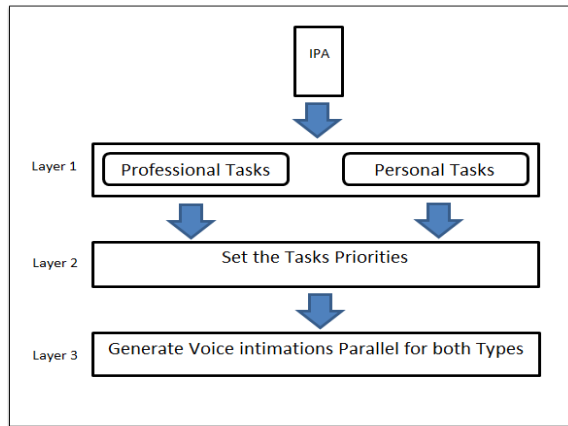 IPA
Layer 1
Professional Tasks
Personal Tasks
Layer 2
Set the Tasks Priorities
Layer 3
Generate Voice intimations Parallel for both Types